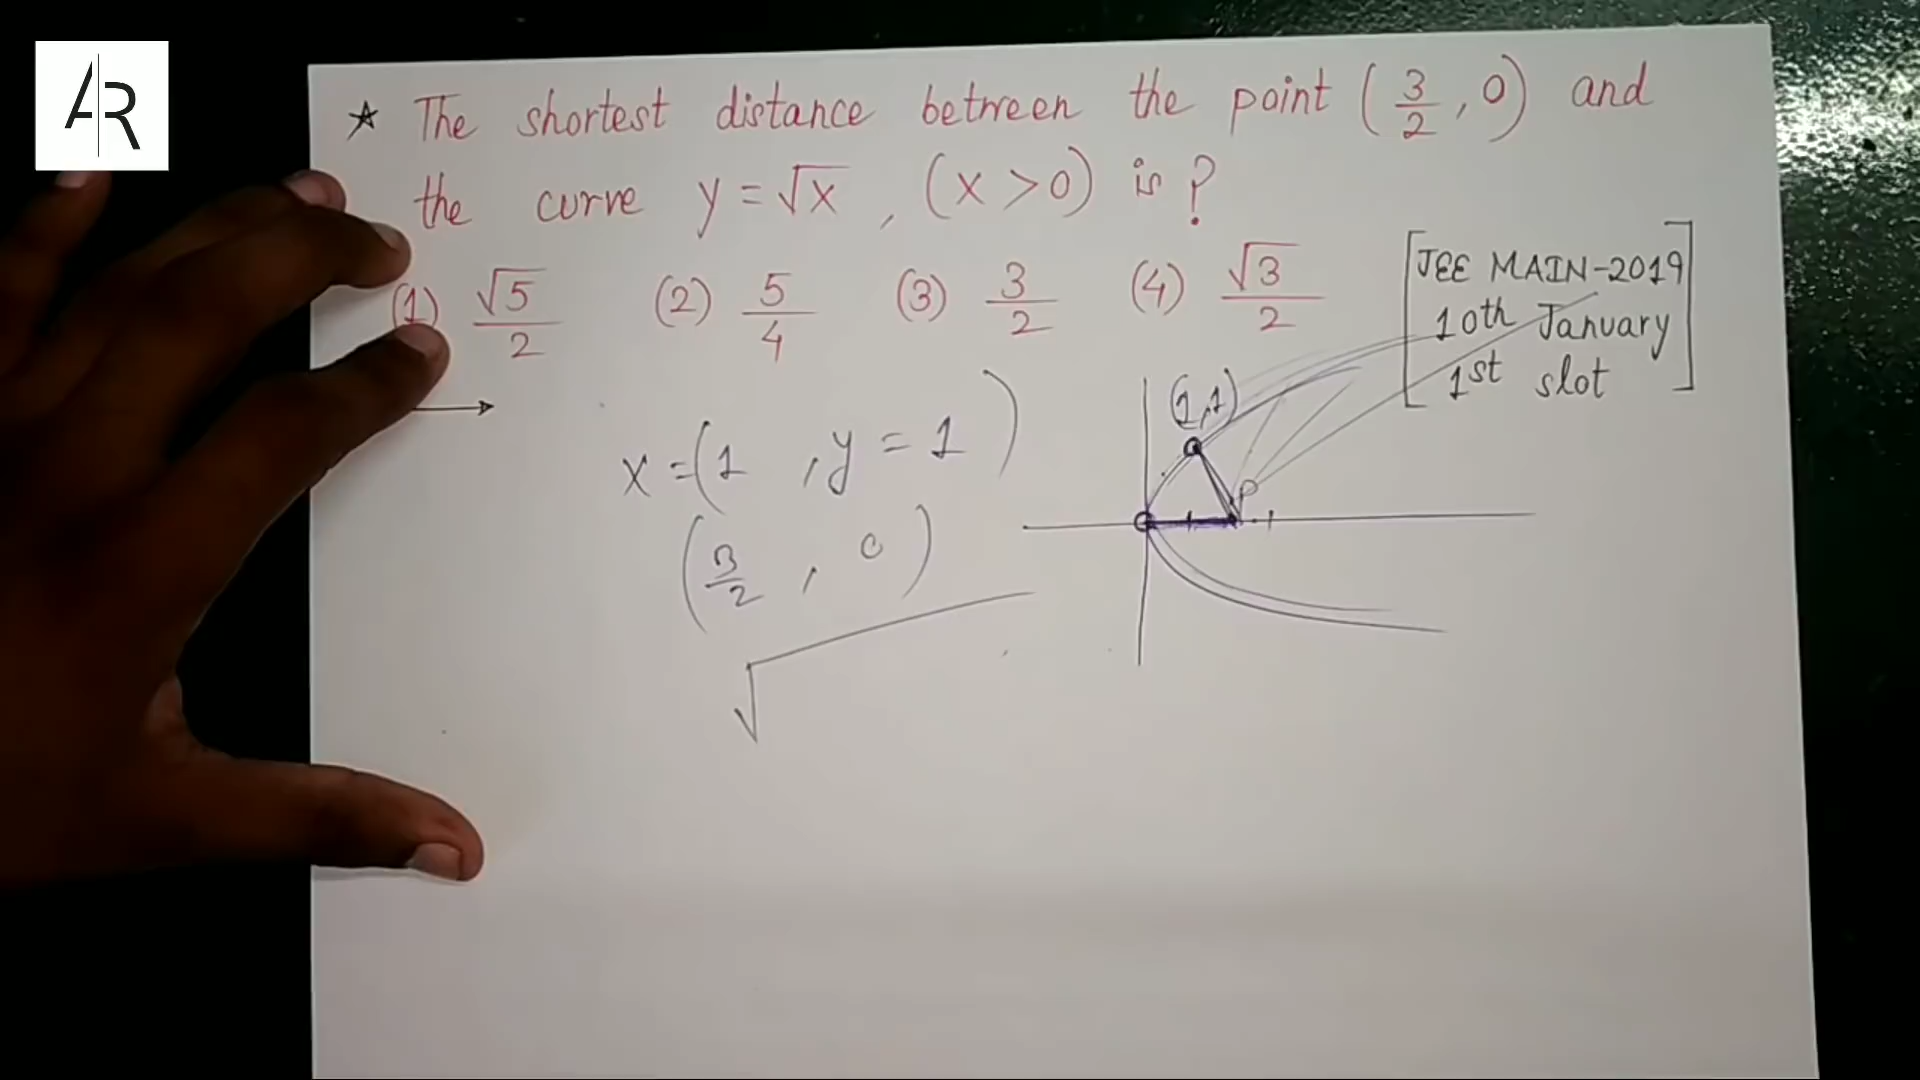 AR
☆ The shortest distance between the point (3/2, 0) and
the curve y = √x , (x > 0) is ?
(1) √5/2 (2) 5/4 (3) 3/2 (4) √3/2
[JEE MAIN-2019
10th January
1st slot]
(1,1)
x = (1 , y = 1)
P
(3/2 , 0)
√